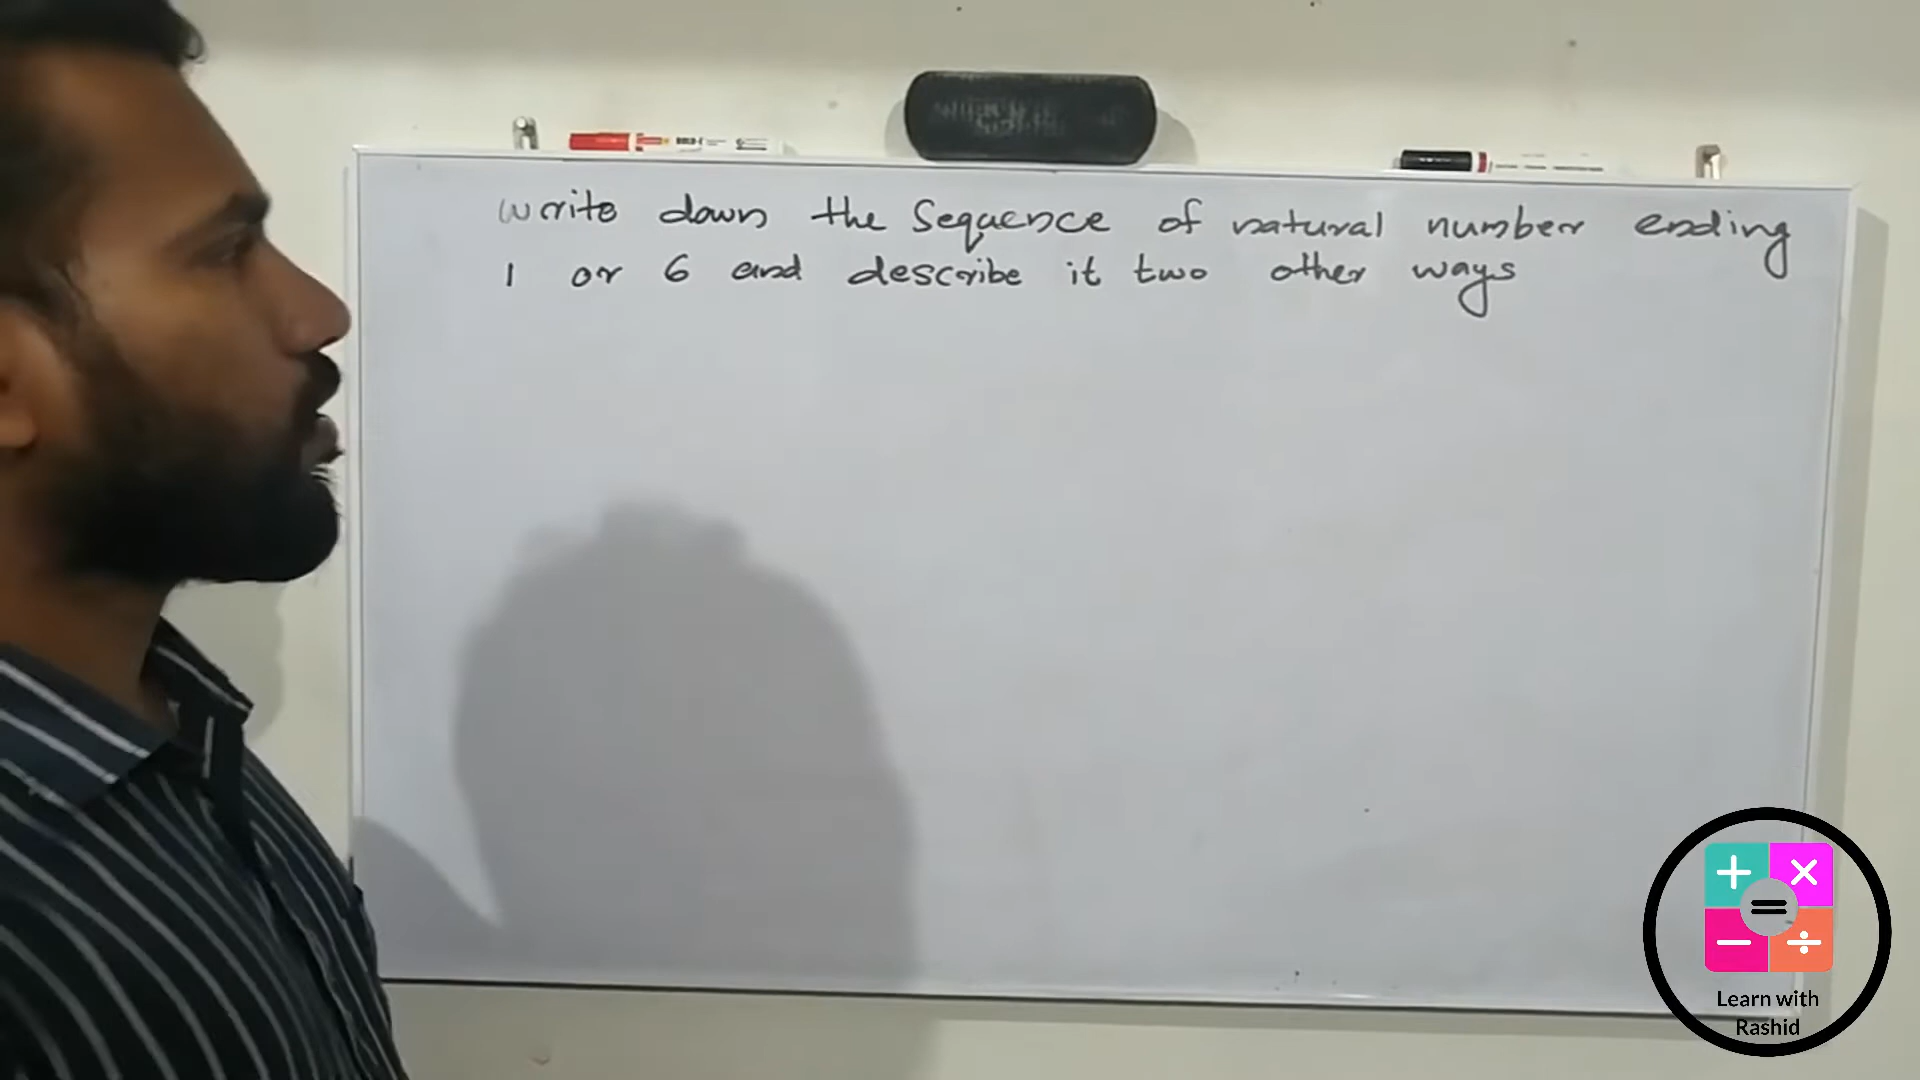 write down the sequence of natural number ending
1 or 6 and describe it two other ways
+ ×
=
− ÷
Learn with
Rashid